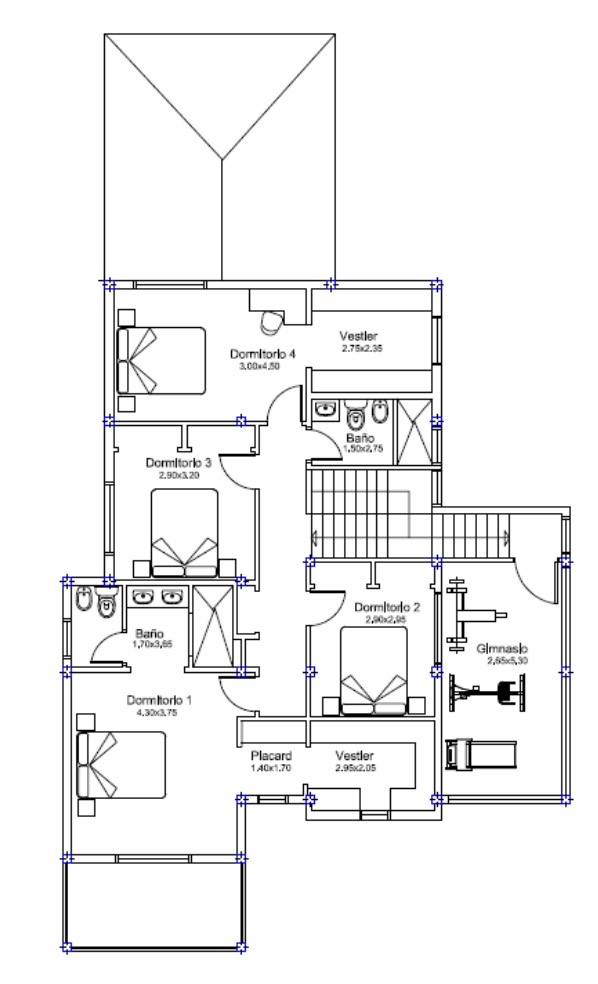 Vestier
2.75x2.35
Dormitorio 4
3.00x4.50
Baño
1.50x2.75
Dormitorio 3
2.90x3.20
Dormitorio 2
2.90x2.95
Baño
1.70x3.65
Gimnasio
2.65x5.30
Dormitorio 1
4.30x3.75
Placard
1.40x1.70
Vestier
2.95x2.05